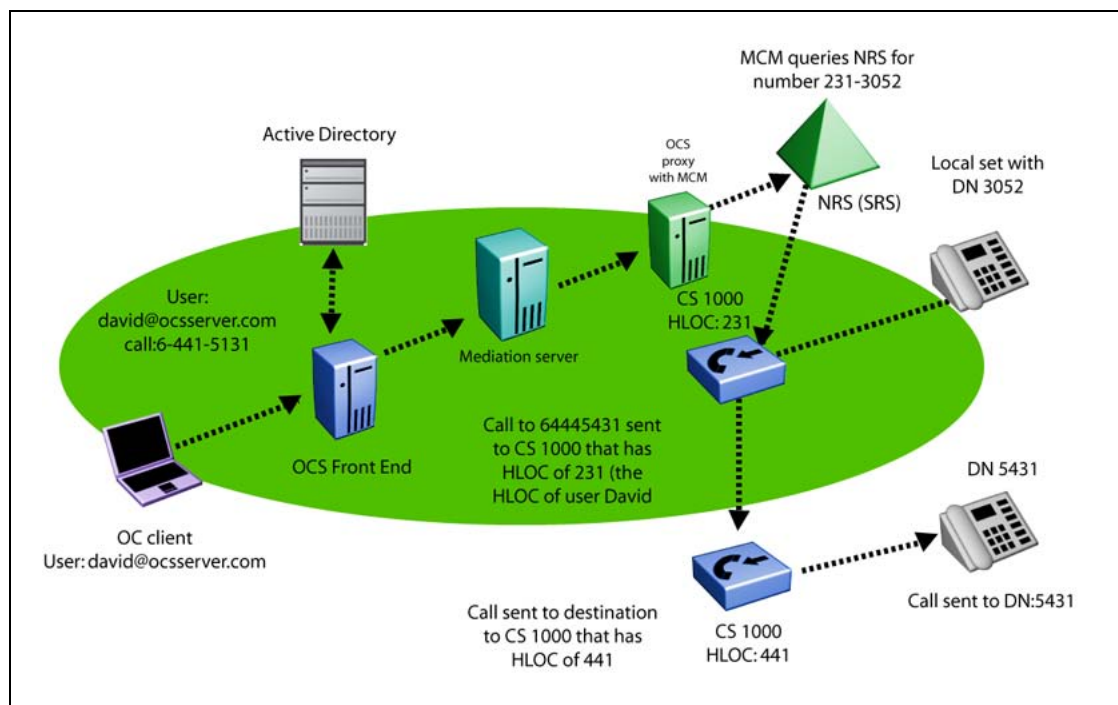 MCM queries NRS for
number 231-3052
Active Directory
OCS
proxy
with MCM
Local set with
DN 3052
NRS (SRS)
User:
david@ocsserver.com
call:6-441-5131
CS 1000
HLOC: 231
Mediation server
Call to 64445431 sent
to CS 1000 that has
HLOC of 231 (the
HLOC of user David
OCS Front End
DN 5431
OC client
User: david@ocsserver.com
Call sent to DN:5431
Call sent to destination
to CS 1000 that has
HLOC of 441
CS 1000
HLOC: 441